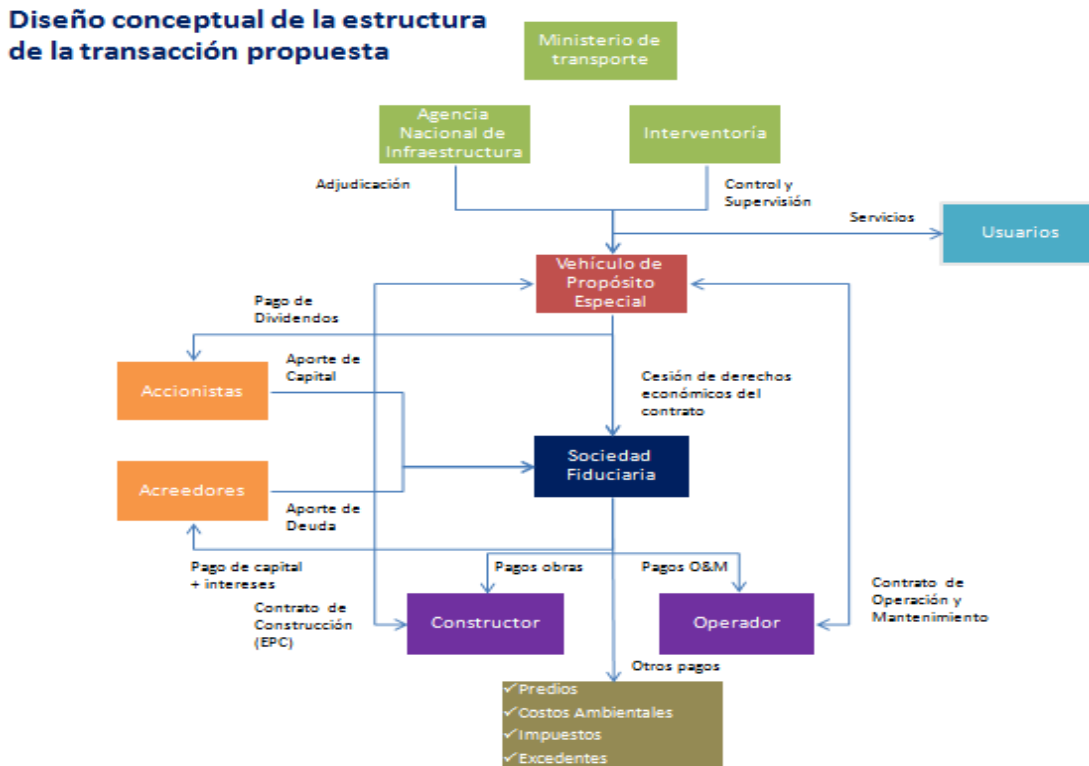 Diseño conceptual de la estructura
de la transacción propuesta
Ministerio de
transporte
Agencia
Nacional de
Infraestructura
Interventoría
Adjudicación
Control y
Supervisión
Servicios
Usuarios
Vehículo de
Propósito
Especial
Pago de
Dividendos
Accionistas
Aporte de
Capital
Cesión de derechos
económicos del
contrato
Sociedad
Fiduciaria
Acreedores
Aporte de
Deuda
Pago de capital
+ intereses
Pagos obras
Pagos O&M
Contrato de
Construcción
(EPC)
Constructor
Operador
Contrato de
Operación y
Mantenimiento
Otros pagos
✓Predios
✓Costos Ambientales
✓Impuestos
✓Excedentes